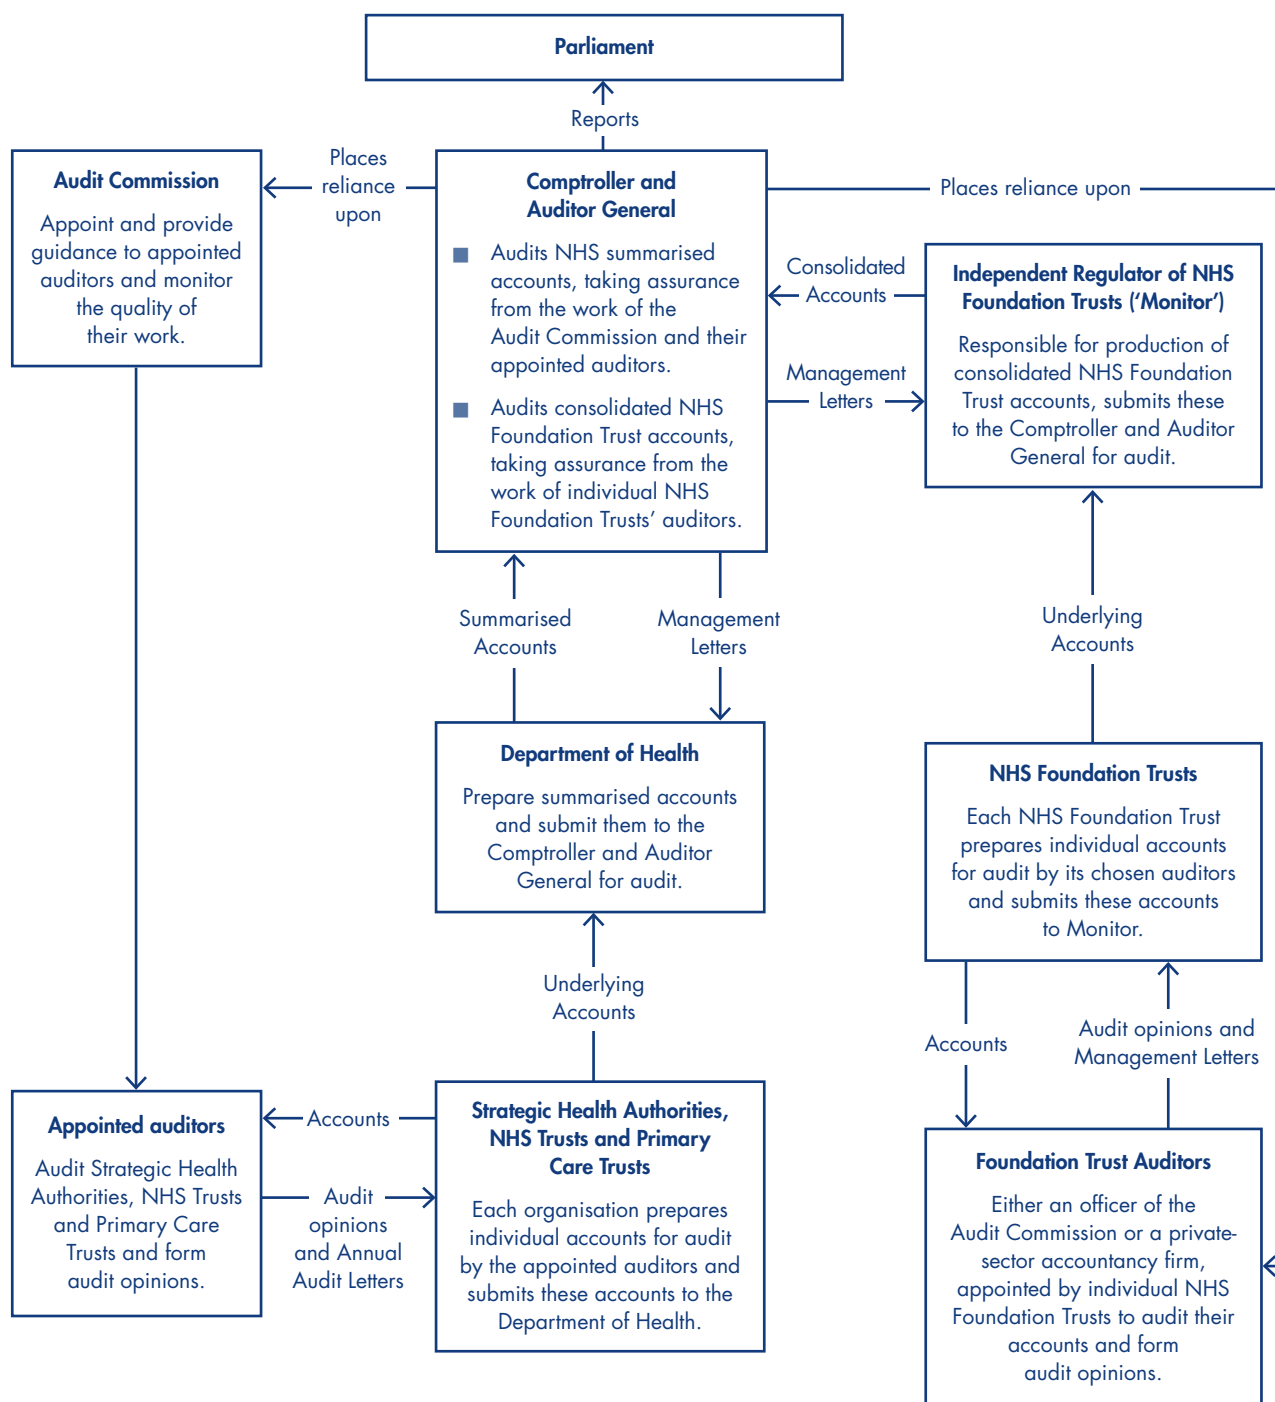 Parliament
Reports
Audit Commission
Appoint and provide
guidance to appointed
auditors and monitor
the quality of
their work.
Places
reliance
upon
Comptroller and
Auditor General
■ Audits NHS summarised
accounts, taking assurance
from the work of the
Audit Commission and their
appointed auditors.
■ Audits consolidated NHS
Foundation Trust accounts,
taking assurance from the
work of individual NHS
Foundation Trusts’ auditors.
Places reliance upon
Consolidated
Accounts
Management
Letters
Independent Regulator of NHS
Foundation Trusts (‘Monitor’)
Responsible for production of
consolidated NHS Foundation
Trust accounts, submits these
to the Comptroller and Auditor
General for audit.
Summarised
Accounts
Management
Letters
Underlying
Accounts
Department of Health
Prepare summarised accounts
and submit them to the
Comptroller and Auditor
General for audit.
NHS Foundation Trusts
Each NHS Foundation Trust
prepares individual accounts
for audit by its chosen auditors
and submits these accounts
to Monitor.
Underlying
Accounts
Accounts
Audit opinions and
Management Letters
Appointed auditors
Audit Strategic Health
Authorities, NHS Trusts
and Primary Care
Trusts and form
audit opinions.
Accounts
Audit
opinions
and Annual
Audit Letters
Strategic Health Authorities,
NHS Trusts and Primary
Care Trusts
Each organisation prepares
individual accounts for audit
by the appointed auditors and
submits these accounts to the
Department of Health.
Foundation Trust Auditors
Either an officer of the
Audit Commission or a private-
sector accountancy firm,
appointed by individual NHS
Foundation Trusts to audit their
accounts and form
audit opinions.